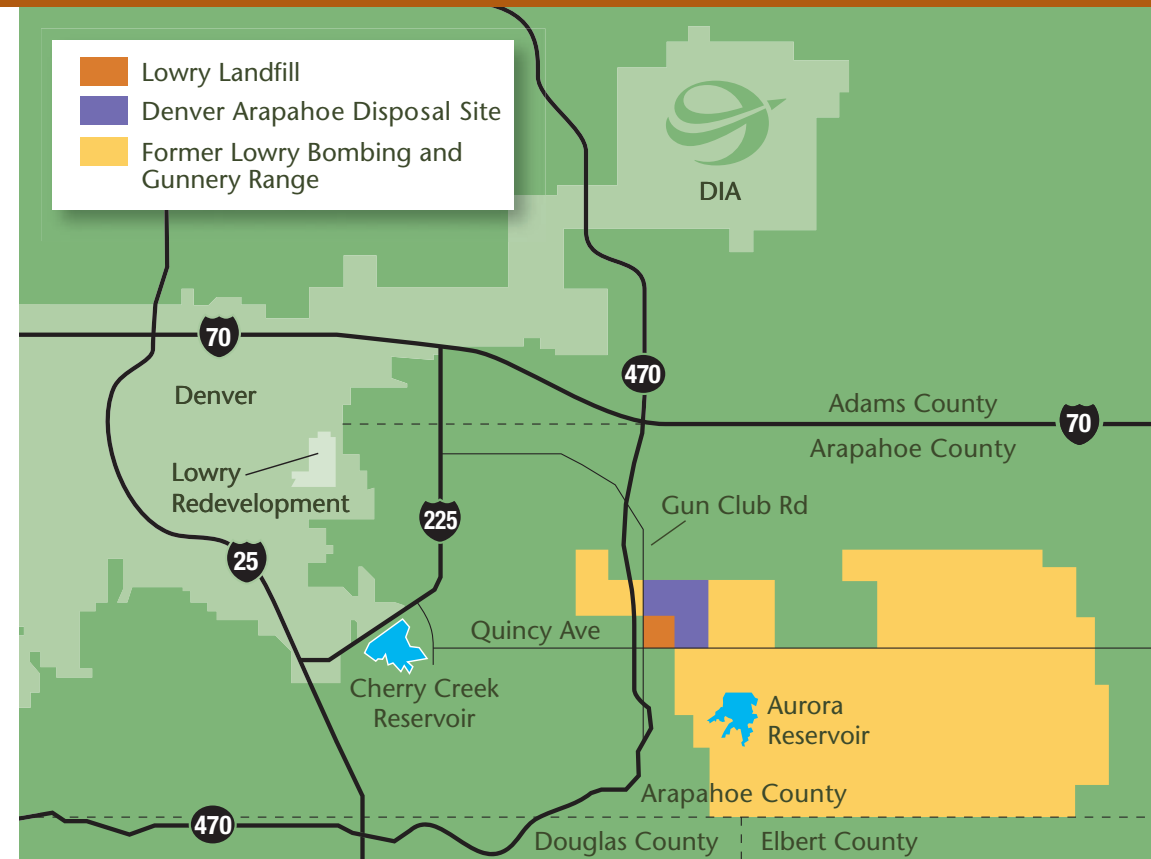 Lowry Landfill
Denver Arapahoe Disposal Site
Former Lowry Bombing and
Gunnery Range
DIA
70
Denver
470
Adams County
70
Arapahoe County
Lowry
Redevelopment
225
Gun Club Rd
25
Quincy Ave
Cherry Creek
Reservoir
Aurora
Reservoir
Arapahoe County
470
Douglas County
Elbert County